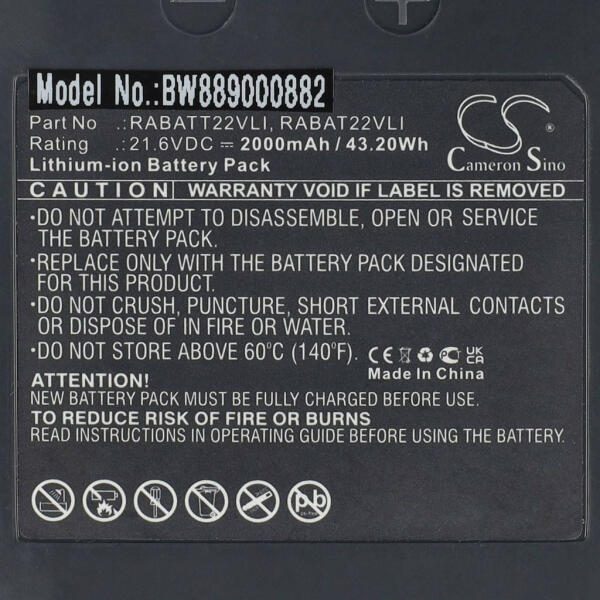 Model No.:BW889000882
Part No .:RABATT22VLI, RABAT22VLI
Rating .:21.6VDC ⎓ 2000mAh / 43.20Wh
Lithium-ion Battery Pack
CS
Cameron Sino
CAUTION WARRANTY VOID IF LABEL IS REMOVED
•DO NOT ATTEMPT TO DISASSEMBLE, OPEN OR SERVICE
THE BATTERY PACK.
•REPLACE ONLY WITH THE BATTERY PACK DESIGNATED
FOR THIS PRODUCT.
•DO NOT CRUSH, PUNCTURE, SHORT EXTERNAL CONTACTS
OR DISPOSE OF IN FIRE OR WATER.
•DO NOT STORE ABOVE 60°C (140°F).
CE UK CA
Made In China
ATTENTION!
NEW BATTERY PACK MUST BE FULLY CHARGED BEFORE USE.
TO REDUCE RISK OF FIRE OR BURNS
READ INSTRUCTIONS IN OPERATING GUIDE BEFORE USING THE BATTERY.
pb